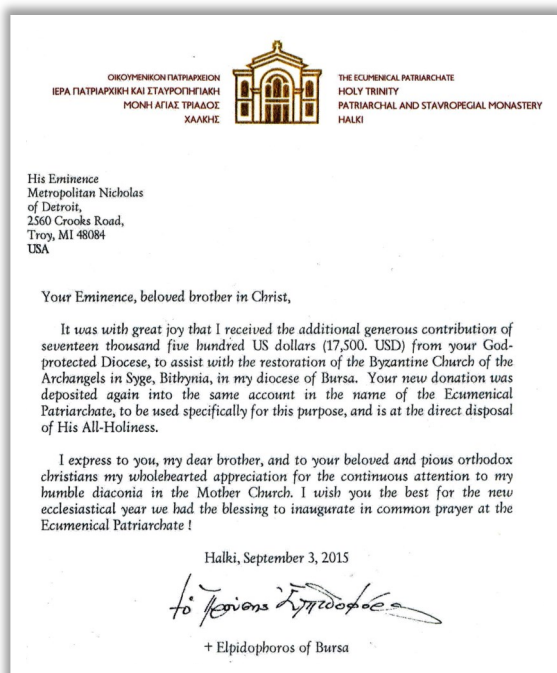 ΟΙΚΟΥΜΕΝΙΚΟΝ ΠΑΤΡΙΑΡΧΕΙΟΝ
ΙΕΡΑ ΠΑΤΡΙΑΡΧΙΚΗ ΚΑΙ ΣΤΑΥΡΟΠΗΓΙΑΚΗ
ΜΟΝΗ ΑΓΙΑΣ ΤΡΙΑΔΟΣ
ΧΑΛΚΗΣ
THE ECUMENICAL PATRIARCHATE
HOLY TRINITY
PATRIARCHAL AND STAVROPEGIAL MONASTERY
HALKI
His Eminence
Metropolitan Nicholas
of Detroit,
2560 Crooks Road,
Troy, MI 48084
USA
Your Eminence, beloved brother in Christ,
It was with great joy that I received the additional generous contribution of
seventeen thousand five hundred US dollars (17,500. USD) from your God-
protected Diocese, to assist with the restoration of the Byzantine Church of the
Archangels in Syge, Bithynia, in my diocese of Bursa. Your new donation was
deposited again into the same account in the name of the Ecumenical
Patriarchate, to be used specifically for this purpose, and is at the direct disposal
of His All-Holiness.
I express to you, my dear brother, and to your beloved and pious orthodox
christians my wholehearted appreciation for the continuous attention to my
humble diaconia in the Mother Church. I wish you the best for the new
ecclesiastical year we had the blessing to inaugurate in common prayer at the
Ecumenical Patriarchate !
Halki, September 3, 2015
+ Elpidophoros of Bursa